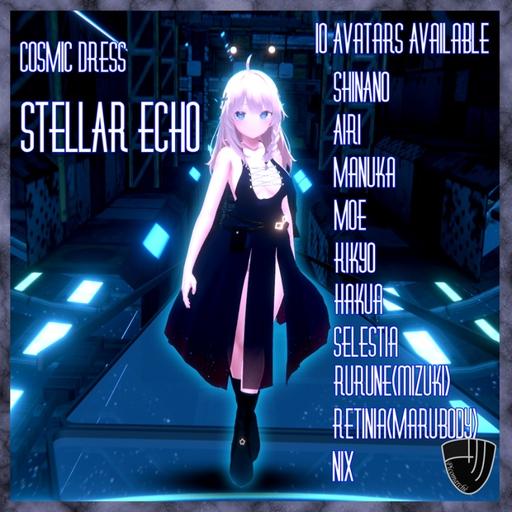 COSMIC DRESS
STELLAR ECHO
10 AVATARS AVAILABLE
SHINANO
AIRI
MANUKA
MOE
KIKYO
HAKUA
SELESTIA
RURUNE(MIZUKI)
RETINIA(MARUBODY)
NIX